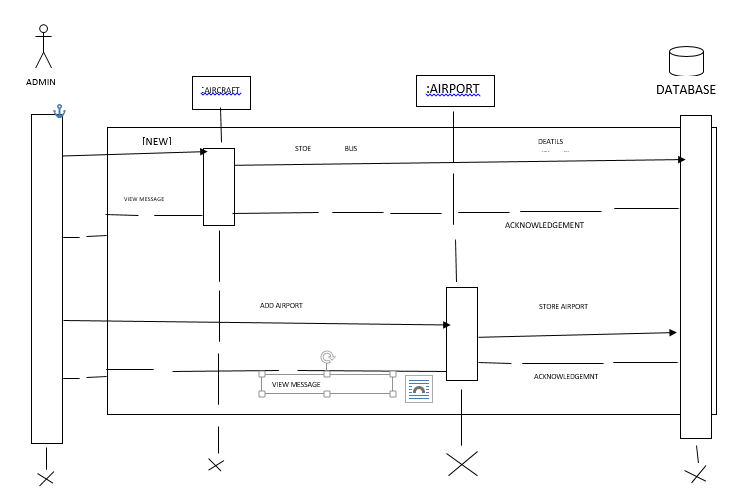 ADMIN
:AIRCRAFT
:AIRPORT
DATABASE
[NEW]
STOE BUS
DEATILS
VIEW MESSAGE
ACKNOWLEDGEMENT
ADD AIRPORT
STORE AIRPORT
VIEW MESSAGE
ACKNOWLEDGEMNT